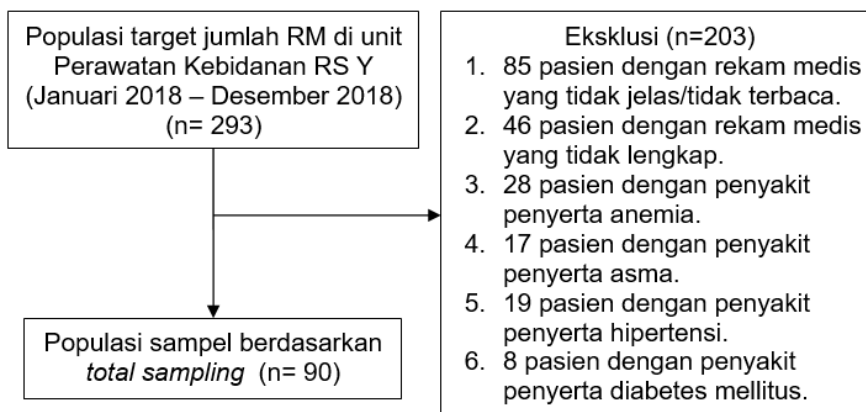 Populasi target jumlah RM di unit
Perawatan Kebidanan RS Y
(Januari 2018 – Desember 2018)
(n= 293)
Eksklusi (n=203)
1. 85 pasien dengan rekam medis
yang tidak jelas/tidak terbaca.
2. 46 pasien dengan rekam medis
yang tidak lengkap.
3. 28 pasien dengan penyakit
penyerta anemia.
4. 17 pasien dengan penyakit
penyerta asma.
5. 19 pasien dengan penyakit
penyerta hipertensi.
6. 8 pasien dengan penyakit
penyerta diabetes mellitus.
Populasi sampel berdasarkan
total sampling (n= 90)